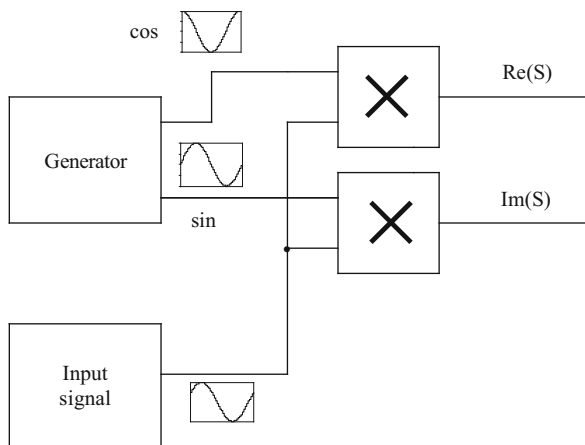 cos
Re(S)
Generator
Im(S)
sin
Input
signal